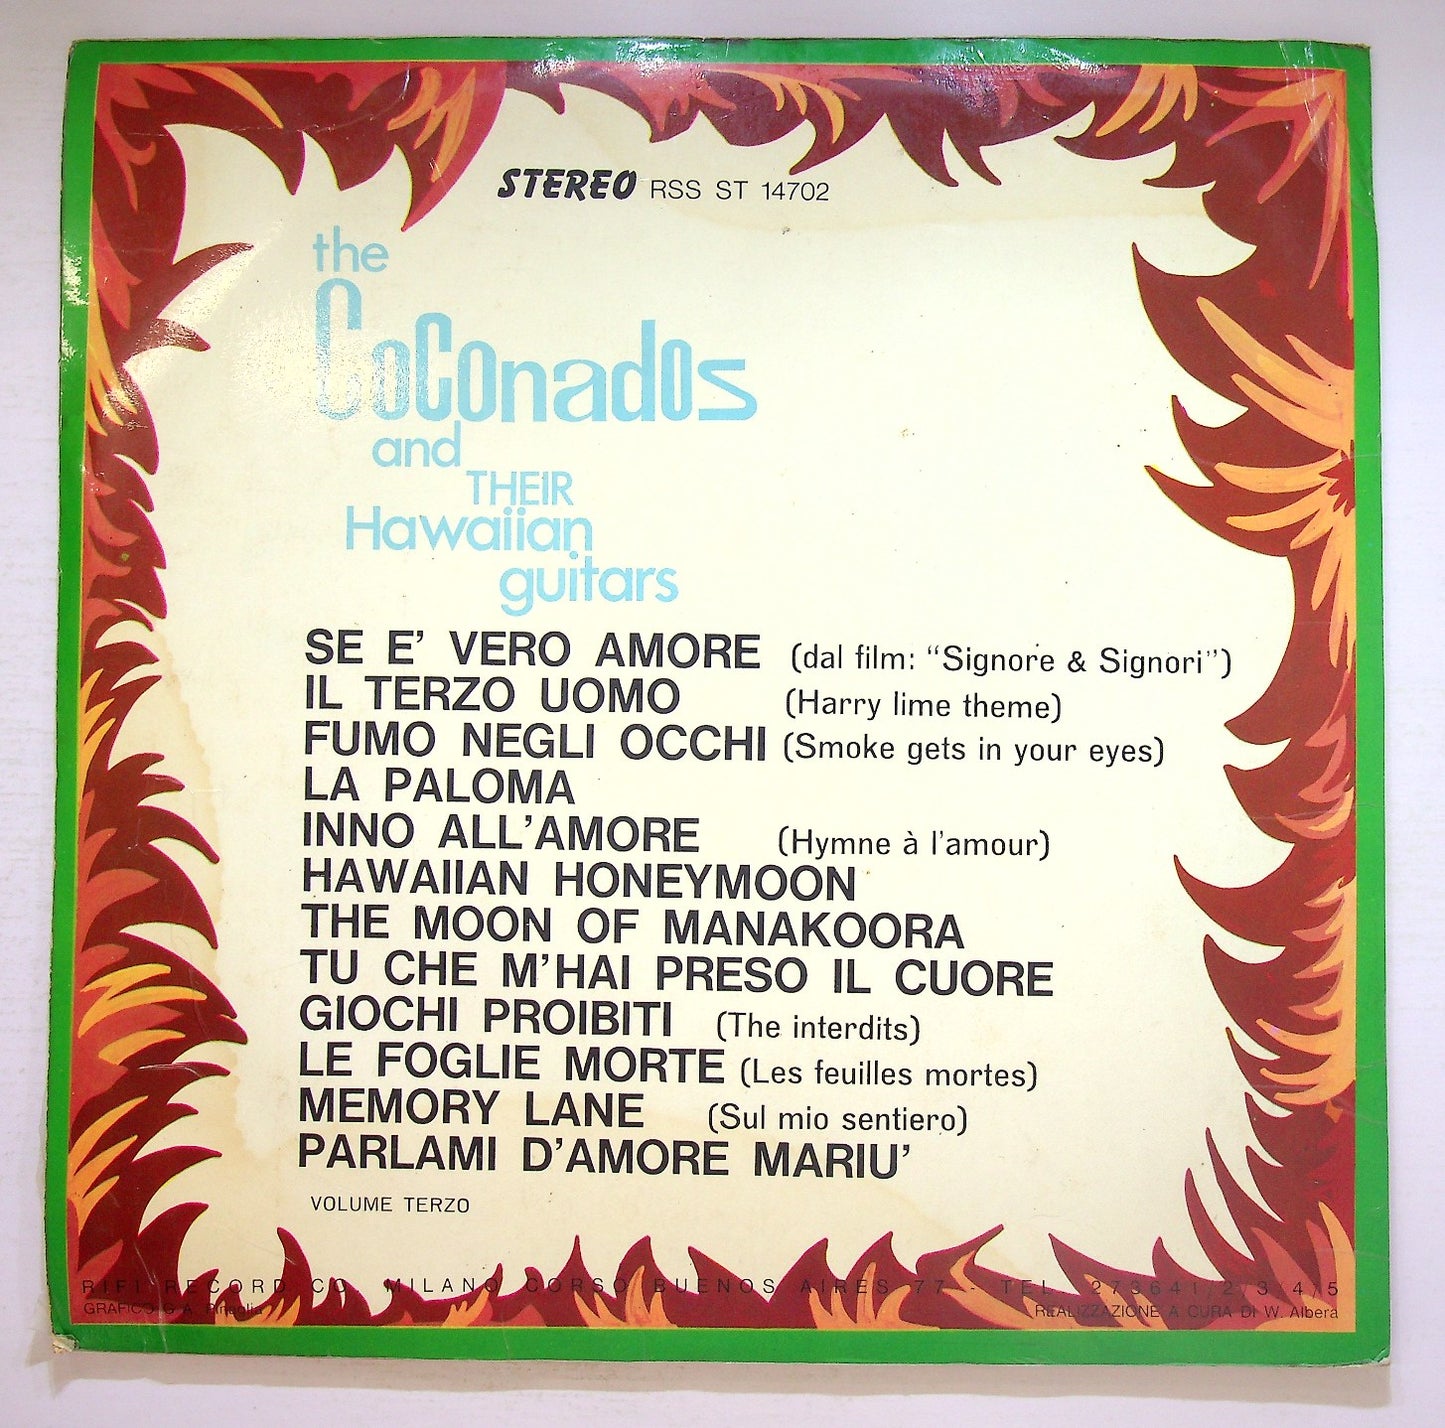 STEREO RSS ST 14702
the
CoCOnadOs
and
THEIR
Hawaiian
guitars
SE E' VERO AMORE (dal film: "Signore & Signori")
IL TERZO UOMO (Harry lime theme)
FUMO NEGLI OCCHI (Smoke gets in your eyes)
LA PALOMA
INNO ALL'AMORE (Hymne à l'amour)
HAWAIIAN HONEYMOON
THE MOON OF MANAKOORA
TU CHE M'HAI PRESO IL CUORE
GIOCHI PROIBITI (The interdits)
LE FOGLIE MORTE (Les feuilles mortes)
MEMORY LANE (Sul mio sentiero)
PARLAMI D'AMORE MARIU'
VOLUME TERZO
RIFI RECORD CO. MILANO CORSO BUENOS AIRES 77 - TEL. 273641/2/3/4/5
GRAFICO
REALIZZAZIONE A CURA DI W. Albera